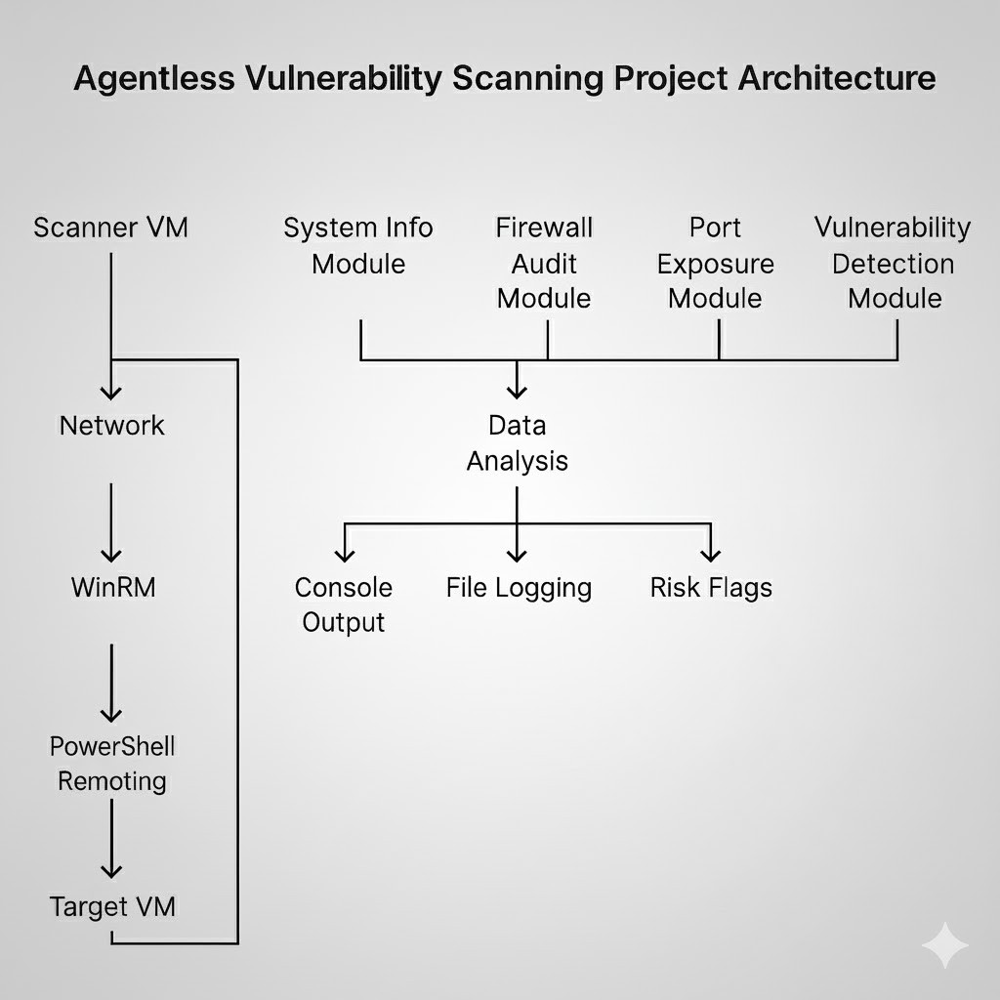 Agentless Vulnerability Scanning Project Architecture
Scanner VM
System Info
Module
Firewall
Audit
Module
Port
Exposure
Module
Vulnerability
Detection
Module
Network
Data
Analysis
WinRM
Console
Output
File Logging
Risk Flags
PowerShell
Remoting
Target VM